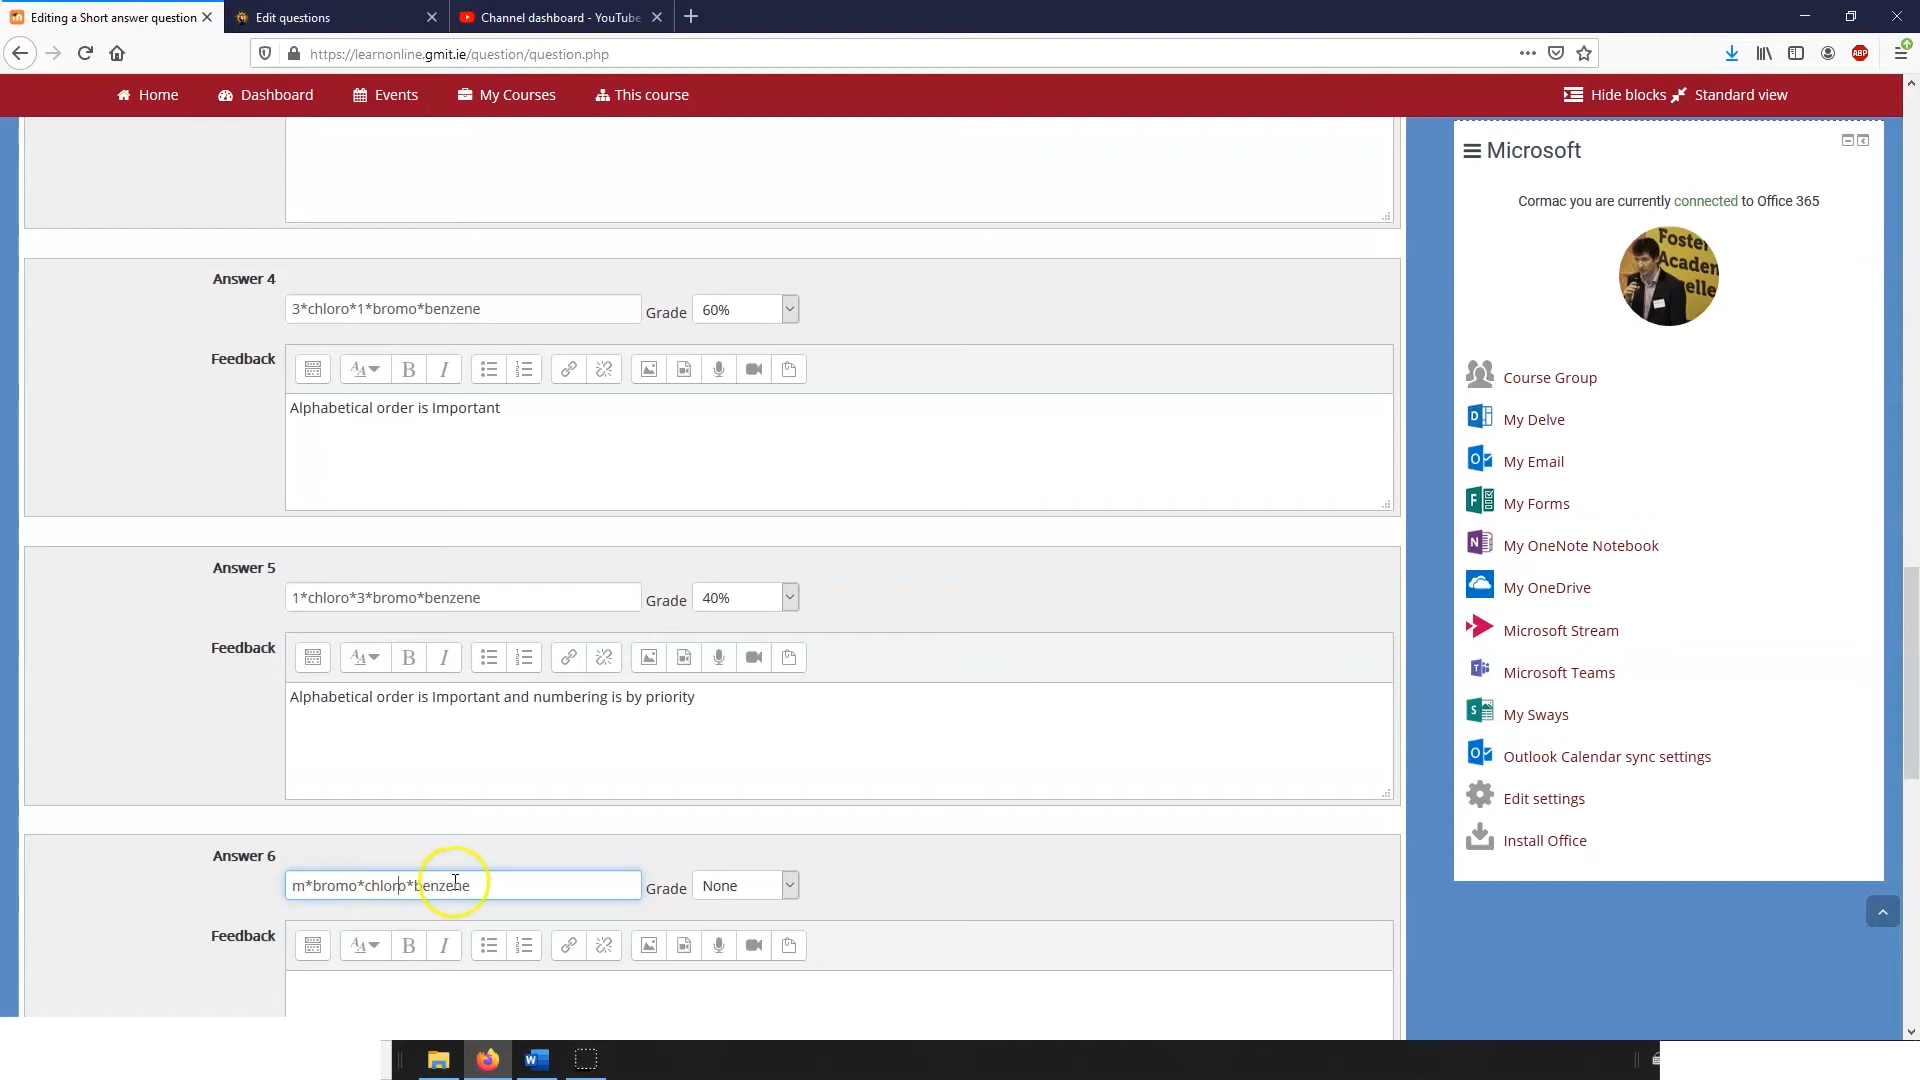 Editing a Short answer question
Edit questions
Channel dashboard - YouTube
https://learnonline.gmit.ie/question/question.php
ABP
Home
Dashboard
Events
My Courses
This course
Hide blocks
Standard view
Answer 4
3*chloro*1*bromo*benzene
Grade
60%
Feedback
Alphabetical order is Important
Answer 5
1*chloro*3*bromo*benzene
Grade
40%
Feedback
Alphabetical order is Important and numbering is by priority
Answer 6
m*bromo*chloro*benzene
Grade
None
Feedback
Microsoft
Cormac you are currently connected to Office 365
Foster
Academ
Course Group
My Delve
My Email
My Forms
My OneNote Notebook
My OneDrive
Microsoft Stream
Microsoft Teams
My Sways
Outlook Calendar sync settings
Edit settings
Install Office